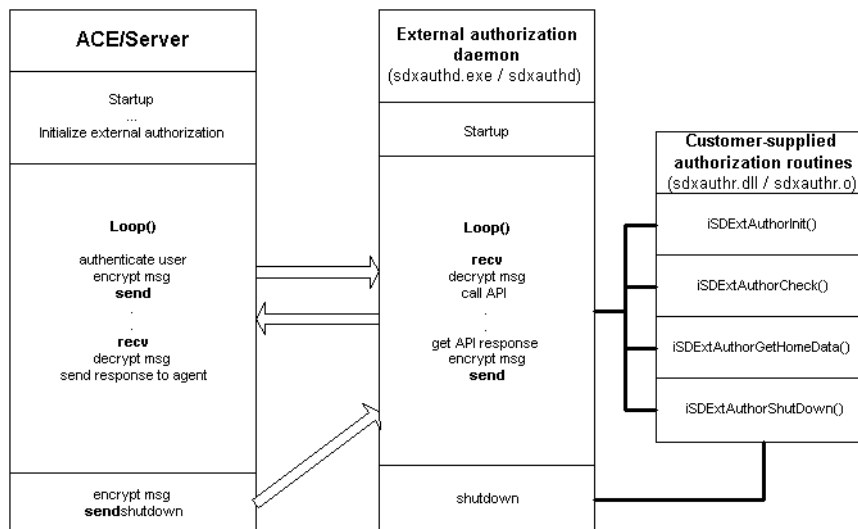 ACE/Server
Startup
...
Initialize external authorization
Loop()
authenticate user
encrypt msg
send
.
.
recv
decrypt msg
send response to agent
encrypt msg
sendshutdown
External authorization
daemon
(sdxauthd.exe / sdxauthd)
Startup
Loop()
recv
decrypt msg
call API
.
.
get API response
encrypt msg
send
shutdown
Customer-supplied
authorization routines
(sdxauthr.dll / sdxauthr.o)
iSDExtAuthorInit()
iSDExtAuthorCheck()
iSDExtAuthorGetHomeData()
iSDExtAuthorShutDown()